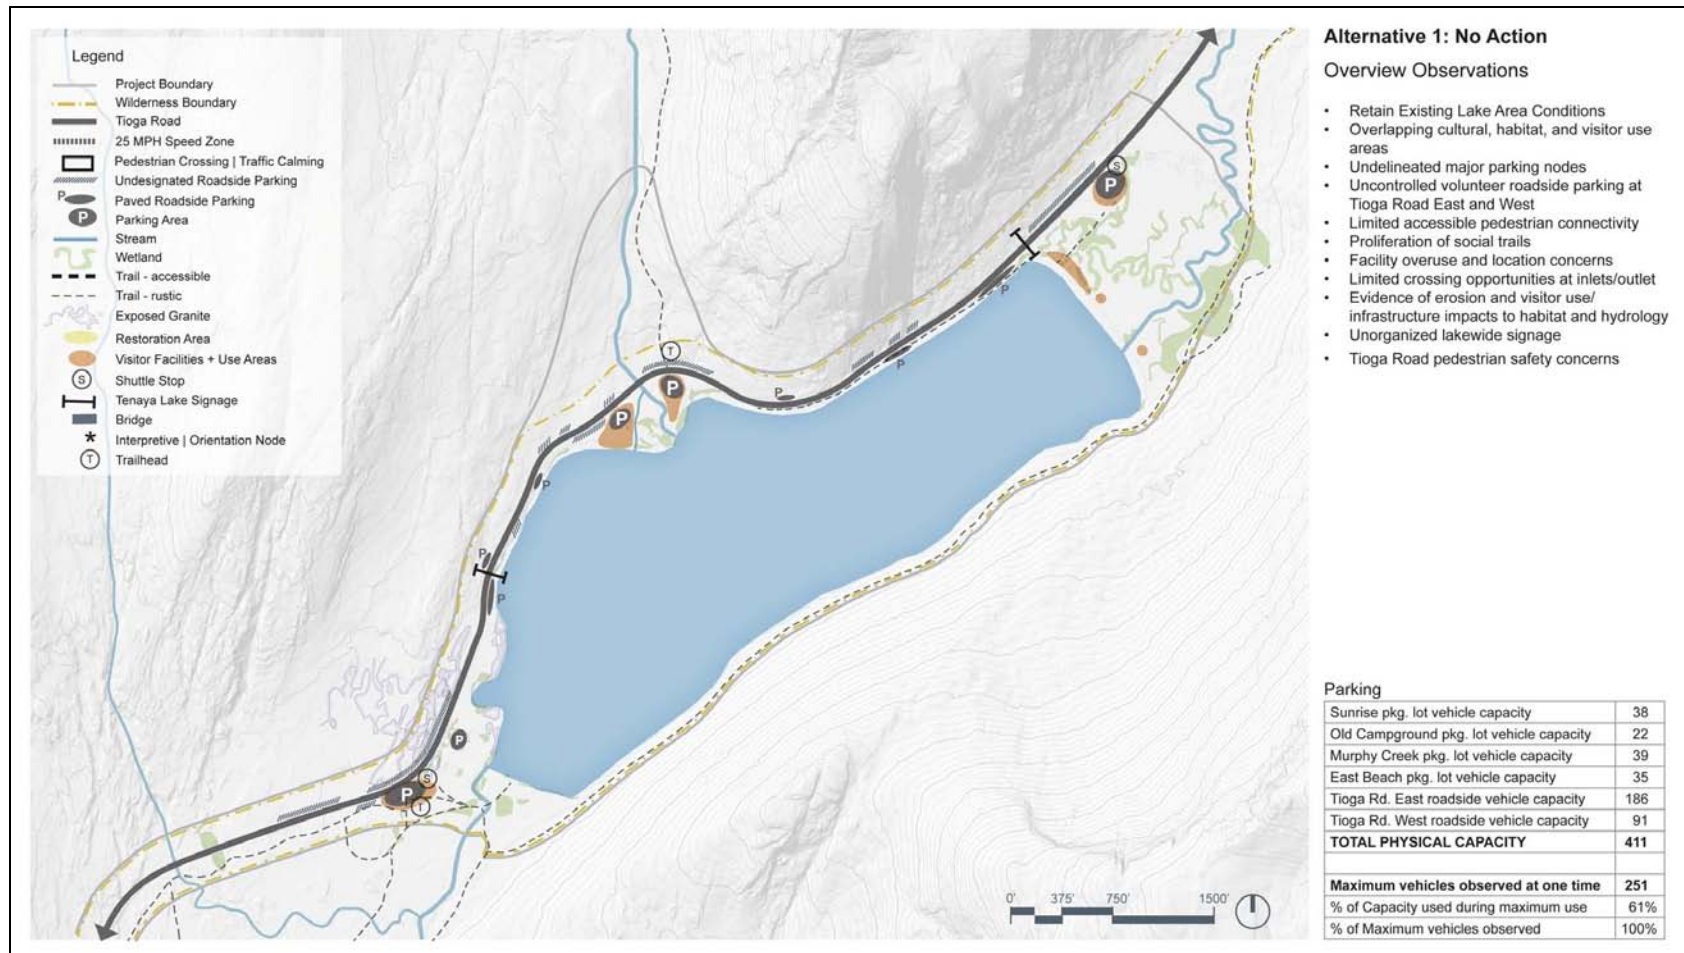 Legend
Project Boundary
Wilderness Boundary
Tioga Road
25 MPH Speed Zone
Pedestrian Crossing | Traffic Calming
Undesignated Roadside Parking
P Paved Roadside Parking
P Parking Area
Stream
Wetland
Trail - accessible
Trail - rustic
Exposed Granite
Restoration Area
Visitor Facilities + Use Areas
S Shuttle Stop
Tenaya Lake Signage
Bridge
* Interpretive | Orientation Node
T Trailhead
S
P
P
T
P
P
P
P
P
P
P
P
S
P
T
0' 375' 750' 1500'
Alternative 1: No Action
Overview Observations
• Retain Existing Lake Area Conditions
• Overlapping cultural, habitat, and visitor use
areas
• Undelineated major parking nodes
• Uncontrolled volunteer roadside parking at
Tioga Road East and West
• Limited accessible pedestrian connectivity
• Proliferation of social trails
• Facility overuse and location concerns
• Limited crossing opportunities at inlets/outlet
• Evidence of erosion and visitor use/
infrastructure impacts to habitat and hydrology
• Unorganized lakewide signage
• Tioga Road pedestrian safety concerns
Parking
Sunrise pkg. lot vehicle capacity 38
Old Campground pkg. lot vehicle capacity 22
Murphy Creek pkg. lot vehicle capacity 39
East Beach pkg. lot vehicle capacity 35
Tioga Rd. East roadside vehicle capacity 186
Tioga Rd. West roadside vehicle capacity 91
TOTAL PHYSICAL CAPACITY 411
Maximum vehicles observed at one time 251
% of Capacity used during maximum use 61%
% of Maximum vehicles observed 100%